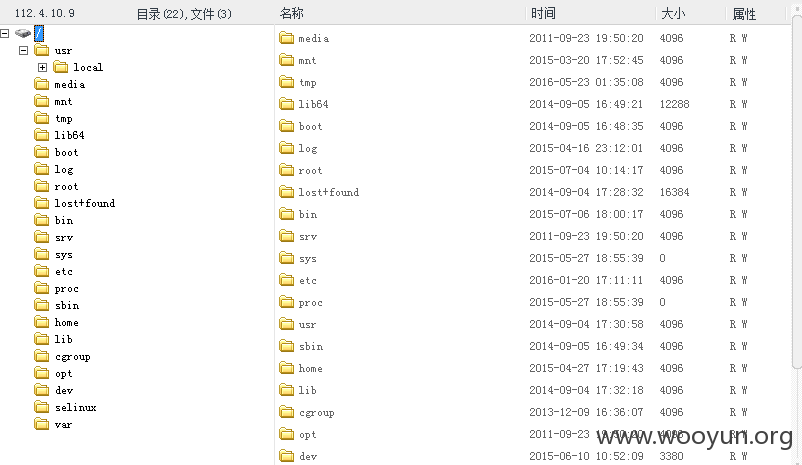 112.4.10.9 目录(22),文件(3) 名称 时间 大小 属性
/
usr
local
media
mnt
tmp
lib64
boot
log
root
lost+found
bin
srv
sys
etc
proc
sbin
home
lib
cgroup
opt
dev
selinux
var
media 2011-09-23 19:50:20 4096 R W
mnt 2015-03-20 17:52:45 4096 R W
tmp 2016-05-23 01:35:08 4096 R W
lib64 2014-09-05 16:49:21 12288 R W
boot 2014-09-05 16:48:35 4096 R W
log 2015-04-16 23:12:01 4096 R W
root 2015-07-04 10:14:17 4096 R W
lost+found 2014-09-04 17:28:32 16384 R W
bin 2015-07-06 18:00:17 4096 R W
srv 2011-09-23 19:50:20 4096 R W
sys 2015-05-27 18:55:39 0 R W
etc 2016-01-20 17:11:11 4096 R W
proc 2015-05-27 18:55:39 0 R W
usr 2014-09-04 17:30:58 4096 R W
sbin 2014-09-05 16:49:34 4096 R W
home 2015-04-27 17:19:43 4096 R W
lib 2014-09-04 17:32:18 4096 R W
cgroup 2013-12-09 16:36:07 4096 R W
opt 2011-09-23 19:50:20 4096 R W
dev 2015-06-10 10:52:09 3380 R W
www.wooyun.org